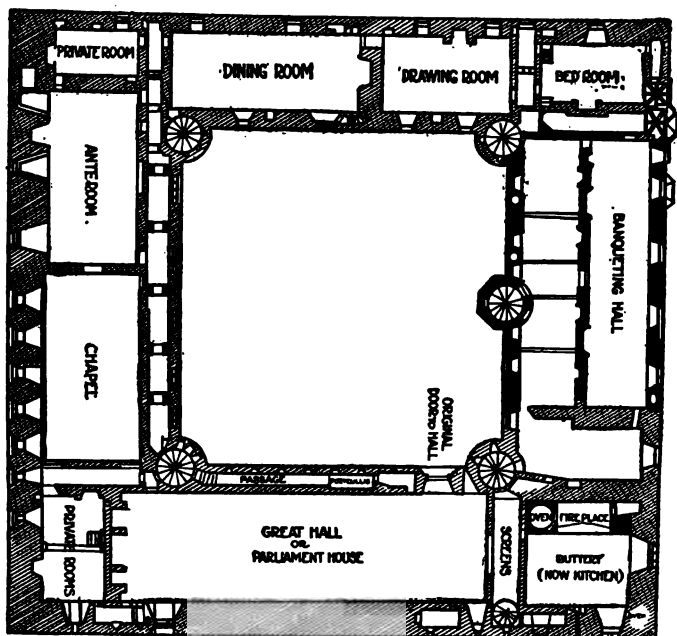 PRIVATE ROOM
DINING ROOM
DRAWING ROOM
BED ROOM
ANTE ROOM
BANQUETING HALL
CHAPEL
ORIGINAL
DOOR TO HALL
PASSAGE
PRIVATE ROOMS
GREAT HALL
OR
PARLIAMENT HOUSE
SCREENS
OVEN
FIRE PLACE
BUTTERY
(NOW KITCHEN)